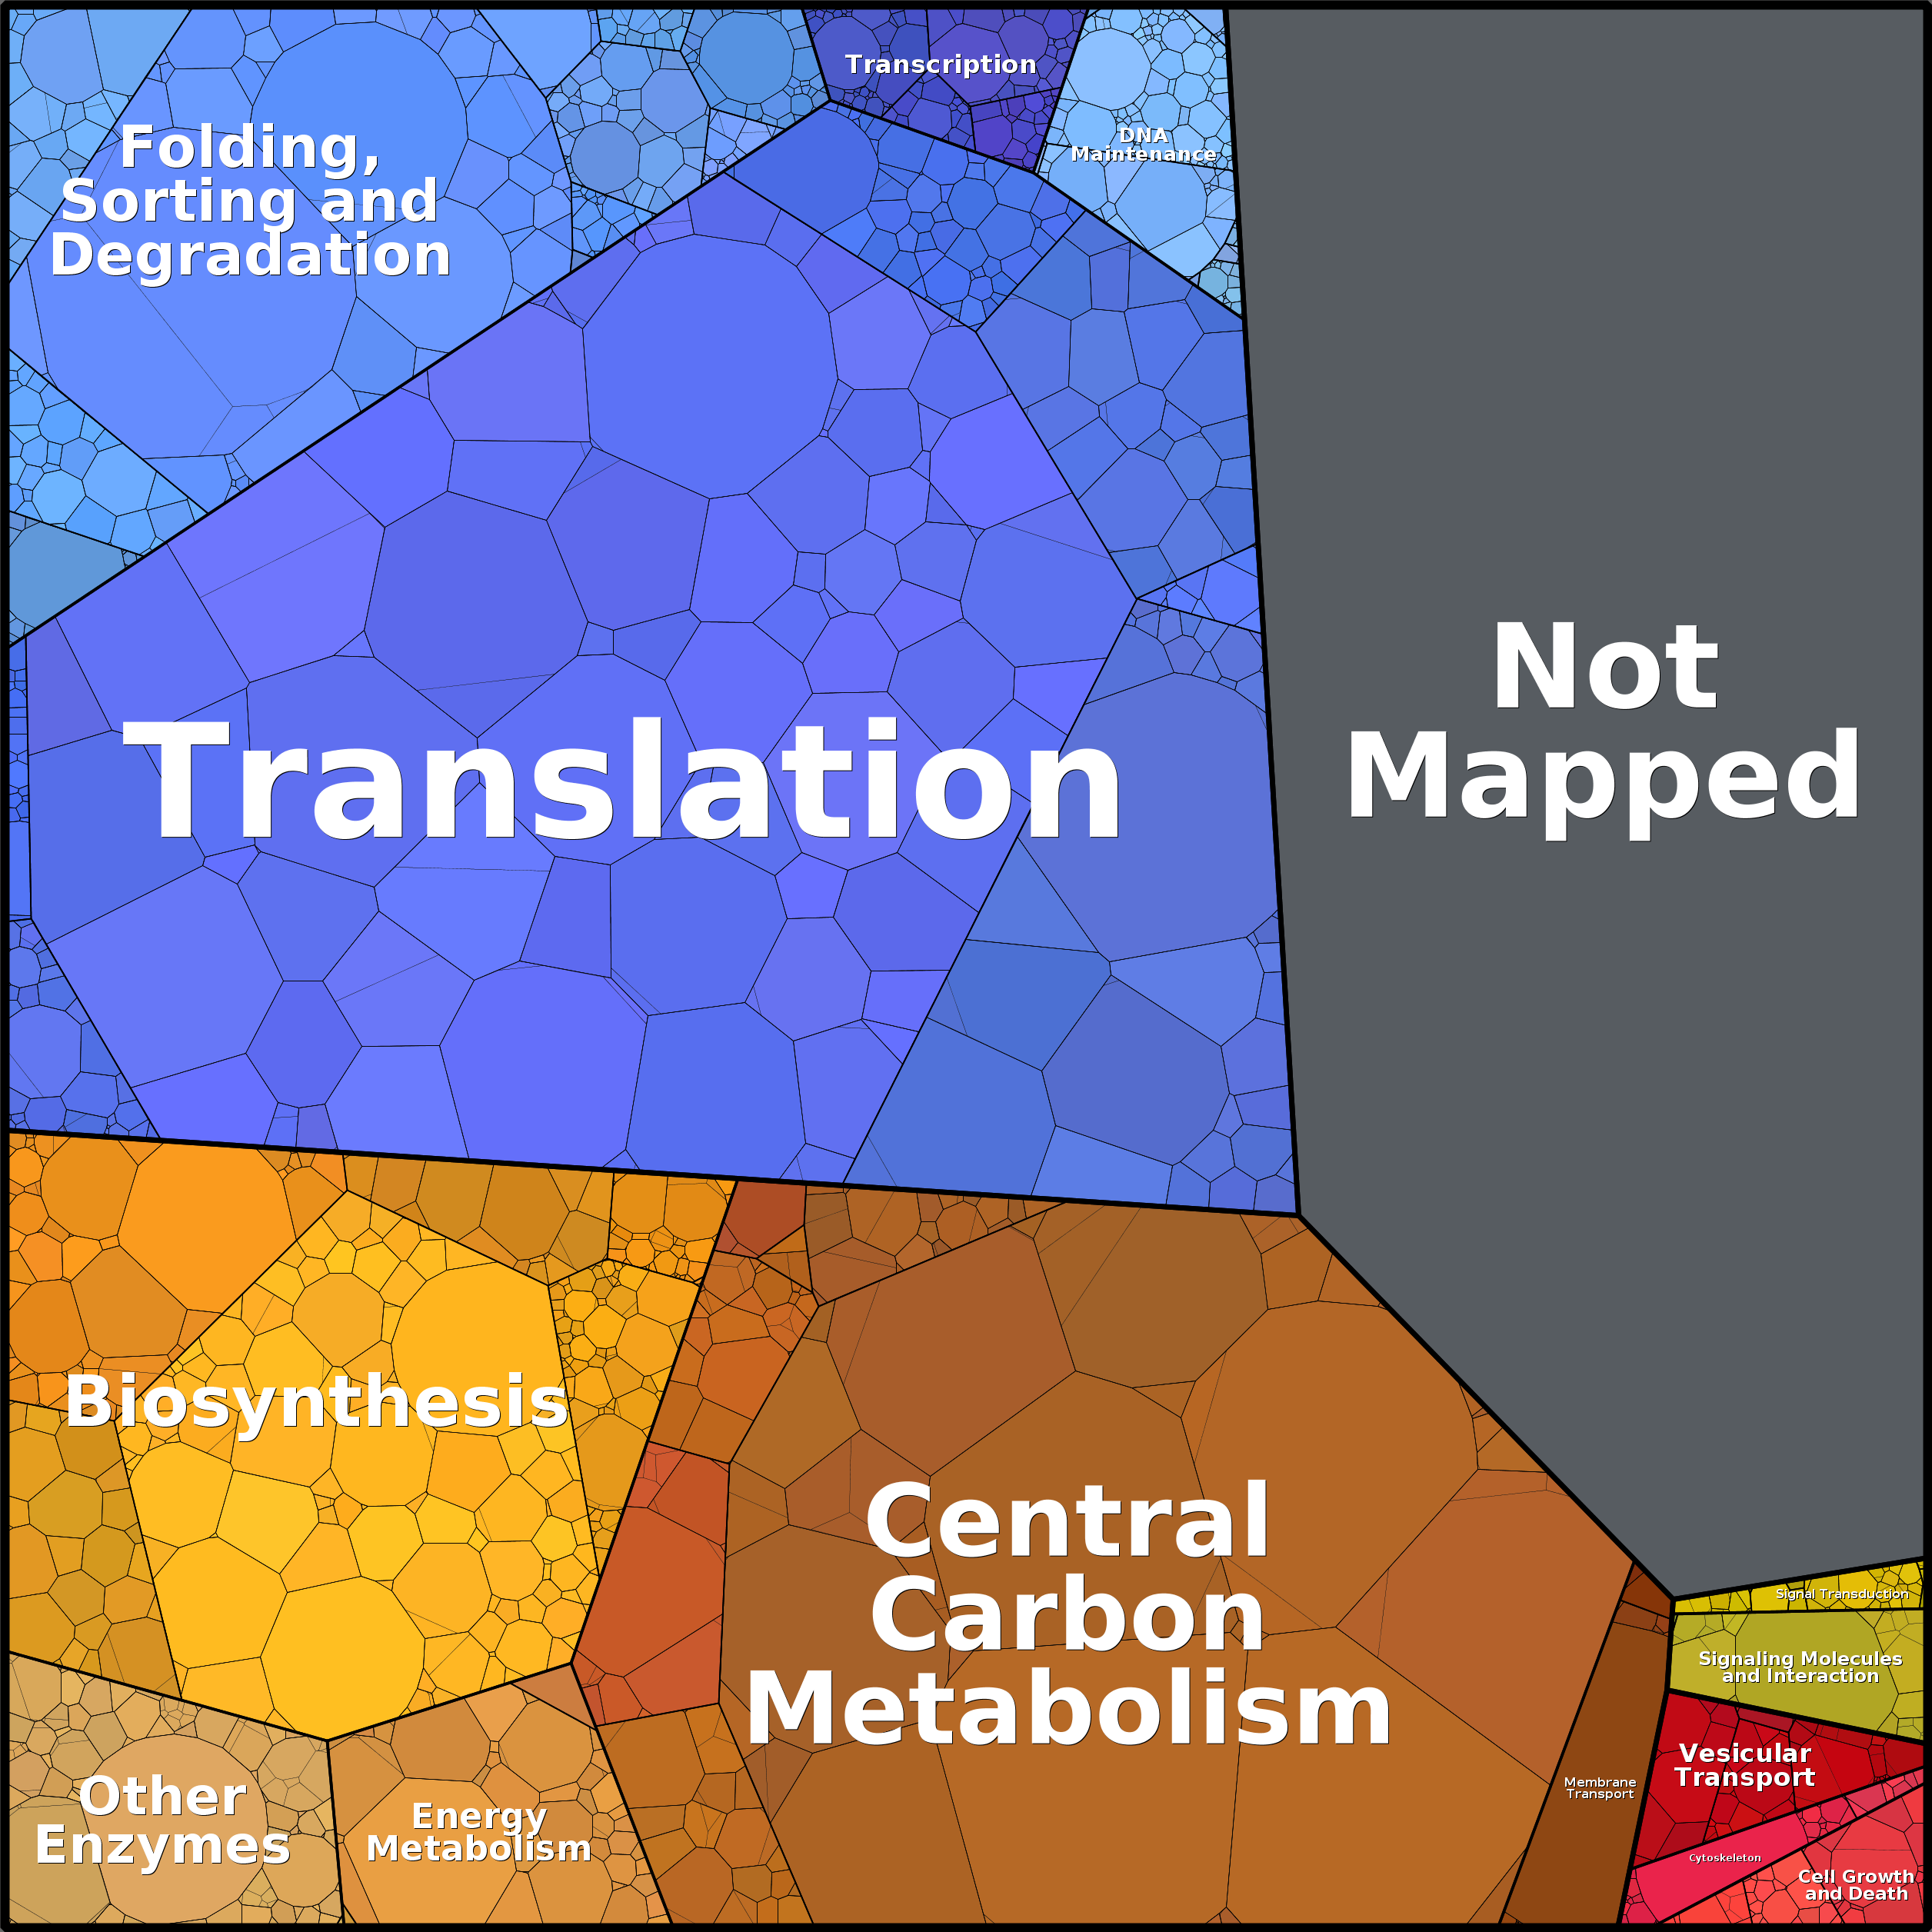 Transcription
DNA
Maintenance
Folding,
Sorting and
Degradation
Translation
Not
Mapped
Biosynthesis
Central
Carbon
Metabolism
Signal Transduction
Signaling Molecules
and Interaction
Vesicular
Transport
Membrane
Transport
Other
Enzymes
Energy
Metabolism
Cytoskeleton
Cell Growth
and Death